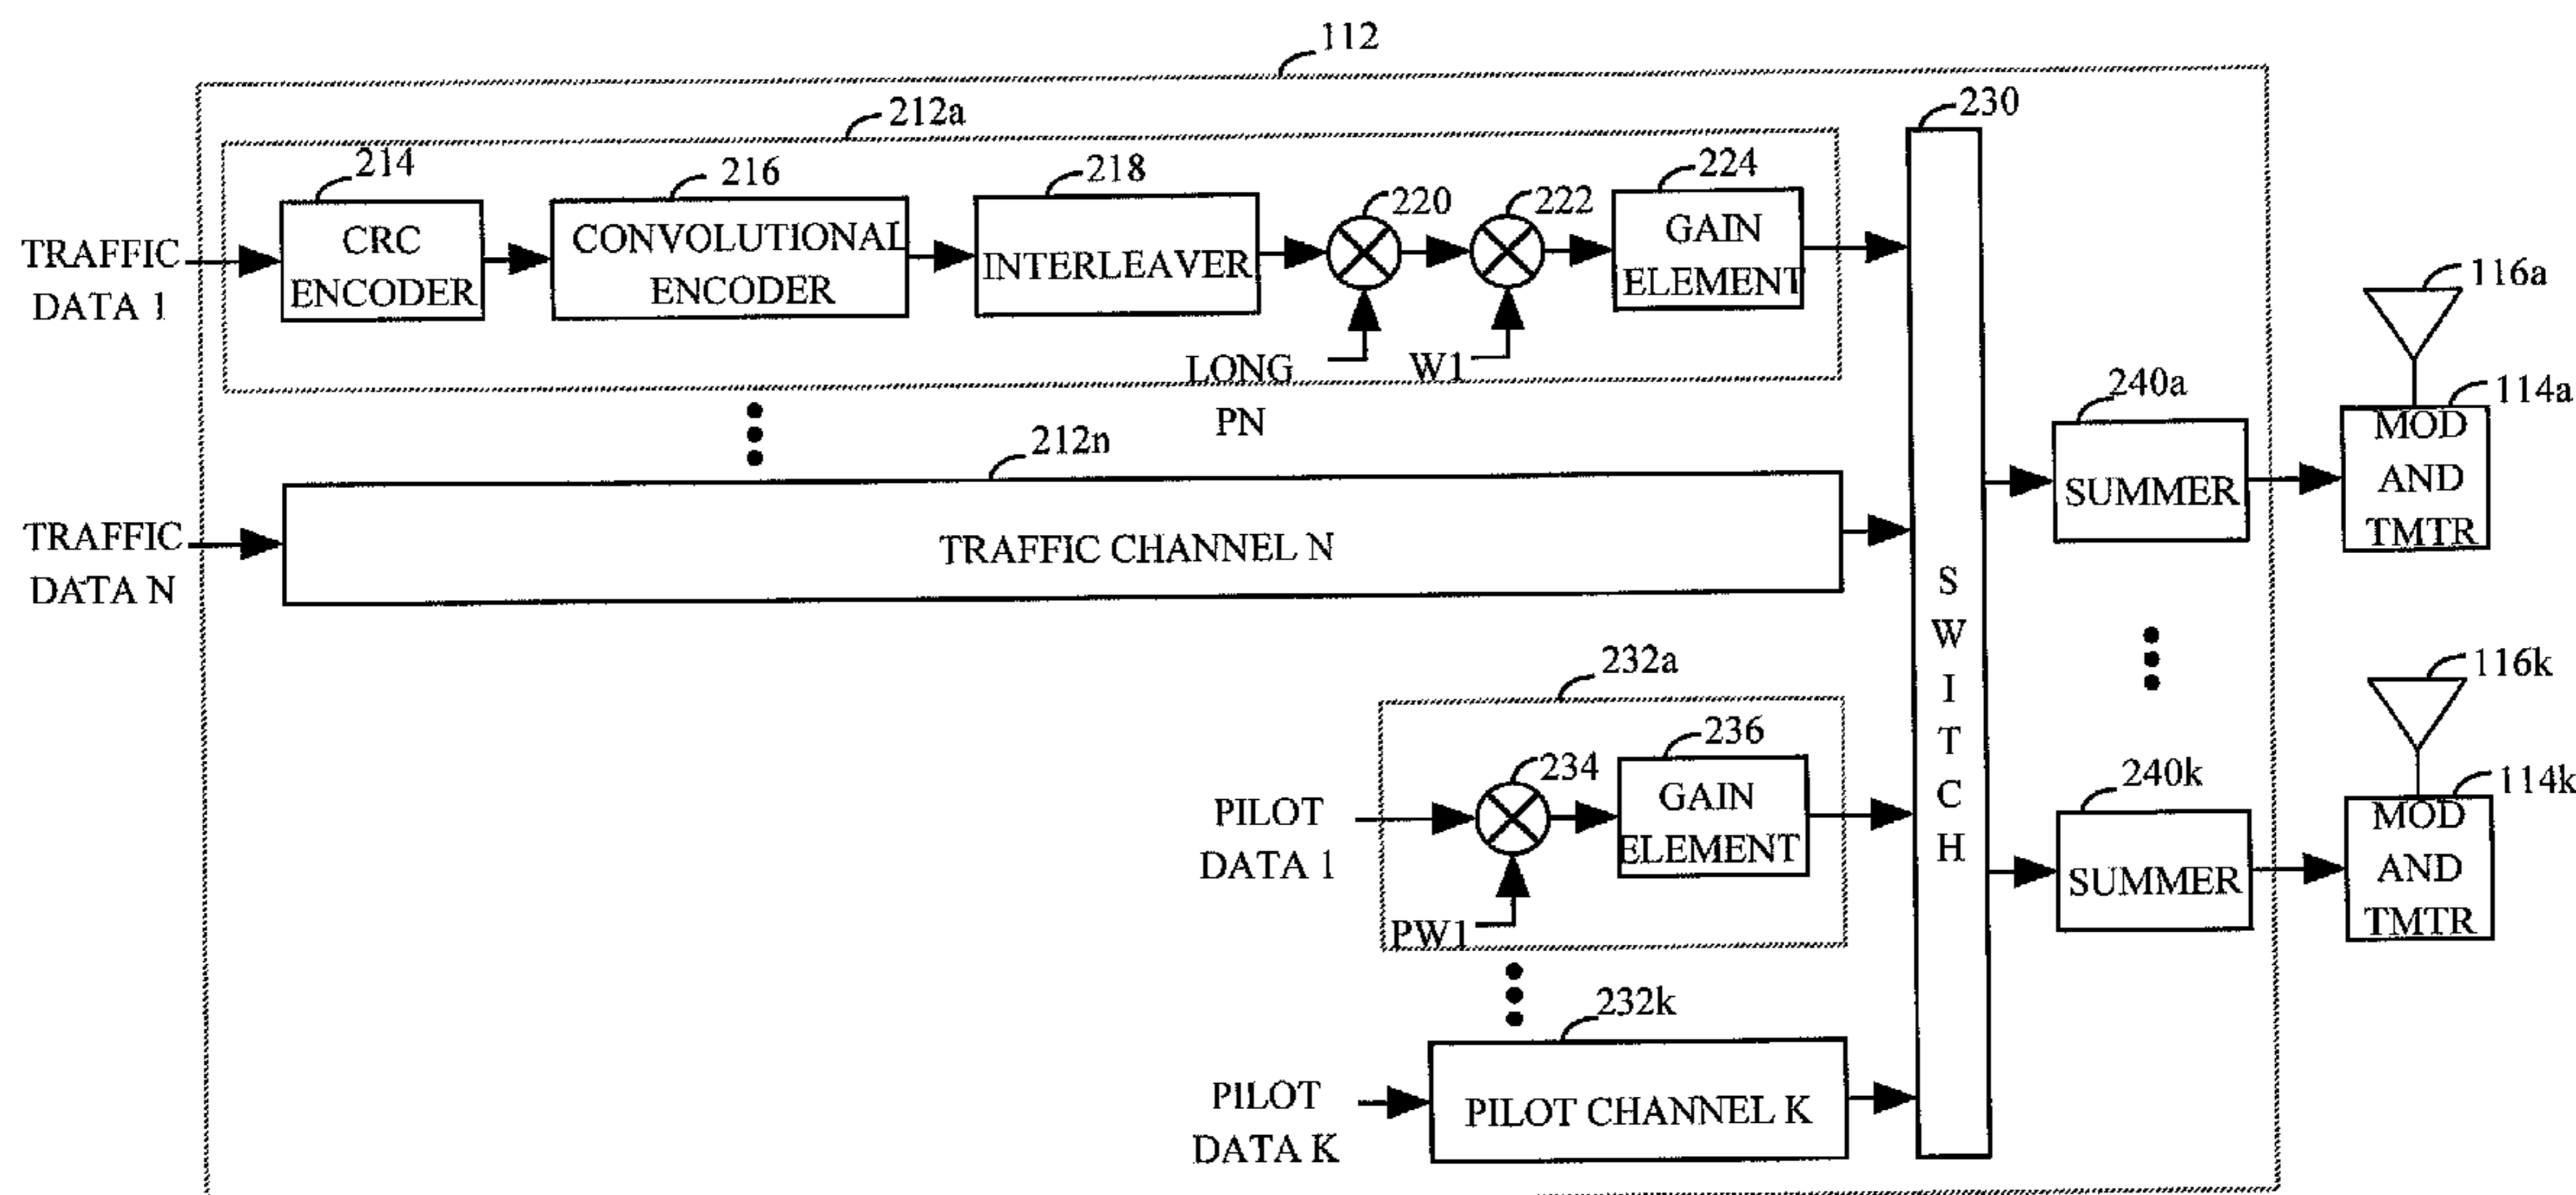 112
212a
230
214
216
218
220
222
224
TRAFFIC
DATA 1
CRC
ENCODER
CONVOLUTIONAL
ENCODER
INTERLEAVER
GAIN
ELEMENT
LONG
PN
W1
116a
114a
240a
MOD
AND
TMTR
SUMMER
212n
TRAFFIC
DATA N
TRAFFIC CHANNEL N
S
W
I
T
C
H
232a
234
236
PILOT
DATA 1
GAIN
ELEMENT
PW1
116k
114k
240k
MOD
AND
TMTR
SUMMER
232k
PILOT
DATA K
PILOT CHANNEL K